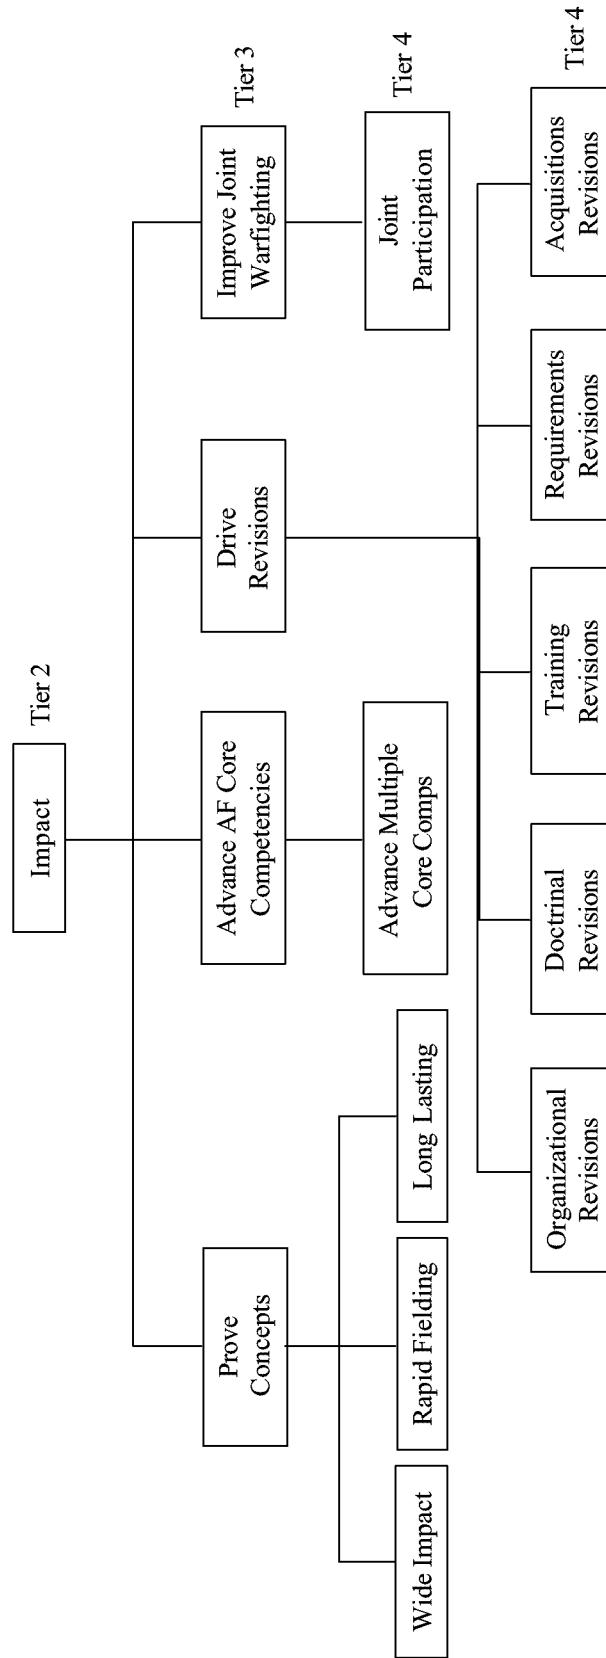 Impact
Tier 2
Prove
Concepts
Advance AF Core
Competencies
Drive
Revisions
Improve Joint
Warfighting
Tier 3
Wide Impact
Rapid Fielding
Long Lasting
Advance Multiple
Core Comps
Joint
Participation
Tier 4
Organizational
Revisions
Doctrinal
Revisions
Training
Revisions
Requirements
Revisions
Acquisitions
Revisions
Tier 4